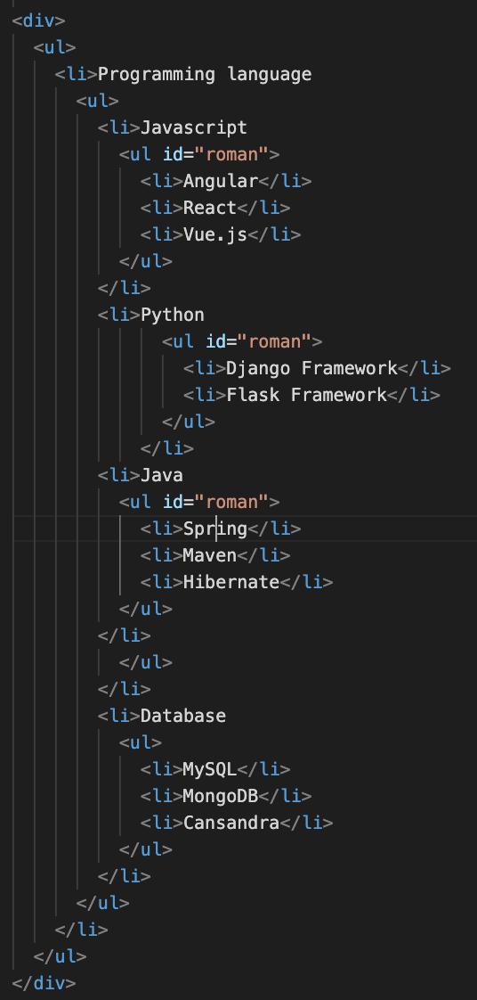 <div>
  <ul>
    <li>Programming language
      <ul>
        <li>Javascript
          <ul id="roman">
            <li>Angular</li>
            <li>React</li>
            <li>Vue.js</li>
          </ul>
        </li>
        <li>Python
              <ul id="roman">
                <li>Django Framework</li>
                <li>Flask Framework</li>
              </ul>
            </li>
        <li>Java
          <ul id="roman">
            <li>Spring</li>
            <li>Maven</li>
            <li>Hibernate</li>
          </ul>
        </li>
          </ul>
        </li>
        <li>Database
          <ul>
            <li>MySQL</li>
            <li>MongoDB</li>
            <li>Cansandra</li>
          </ul>
        </li>
      </ul>
    </li>
  </ul>
</div>